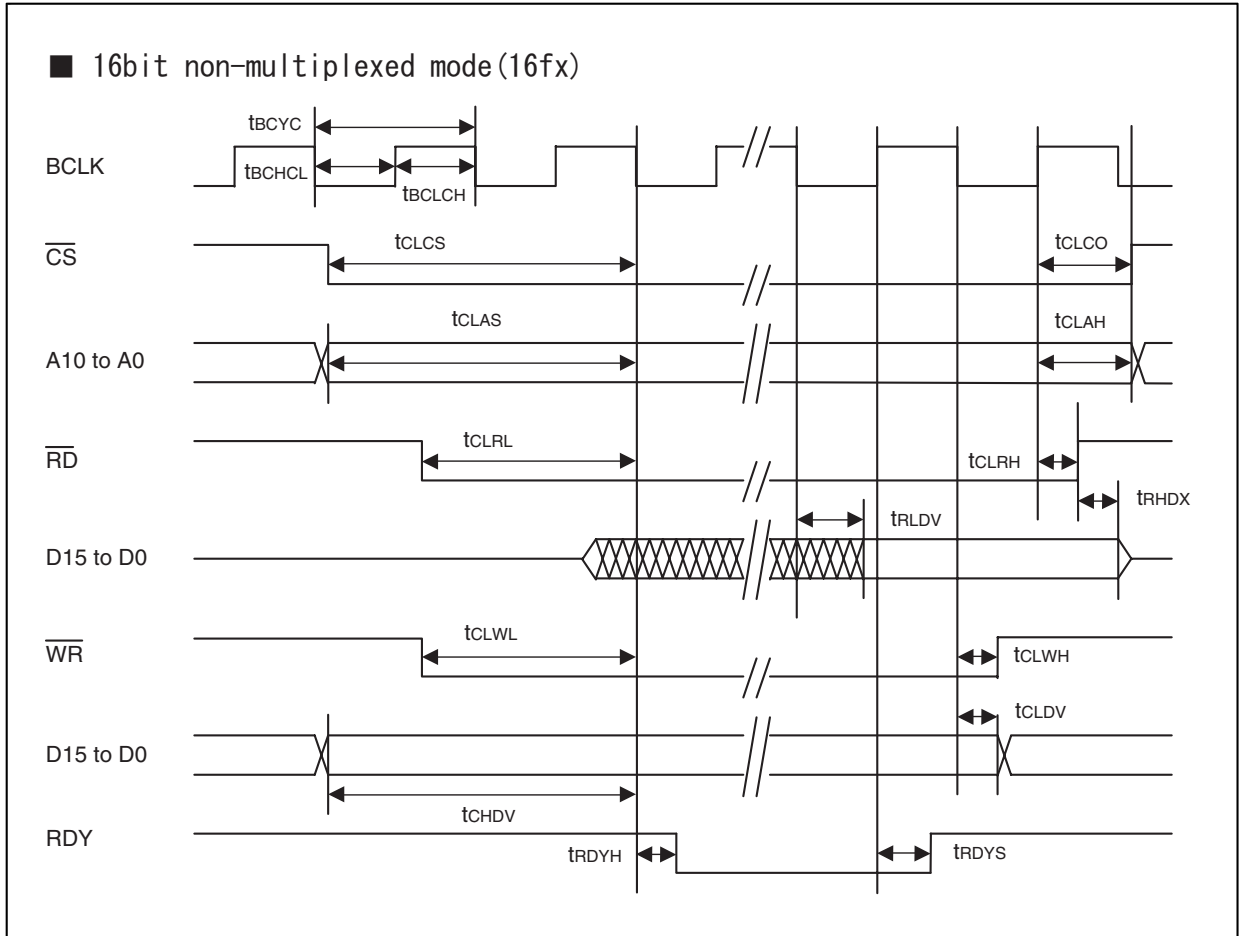 ■ 16bit non-multiplexed mode(16fx)
tBCYC
BCLK
tBCHCL
tBCLCH
CS
tCLCS
tCLCO
A10 to A0
tCLAS
tCLAH
RD
tCLRL
tCLRH
tRHDX
tRLDV
D15 to D0
WR
tCLWL
tCLWH
tCLDV
D15 to D0
tCHDV
RDY
tRDYH
tRDYS